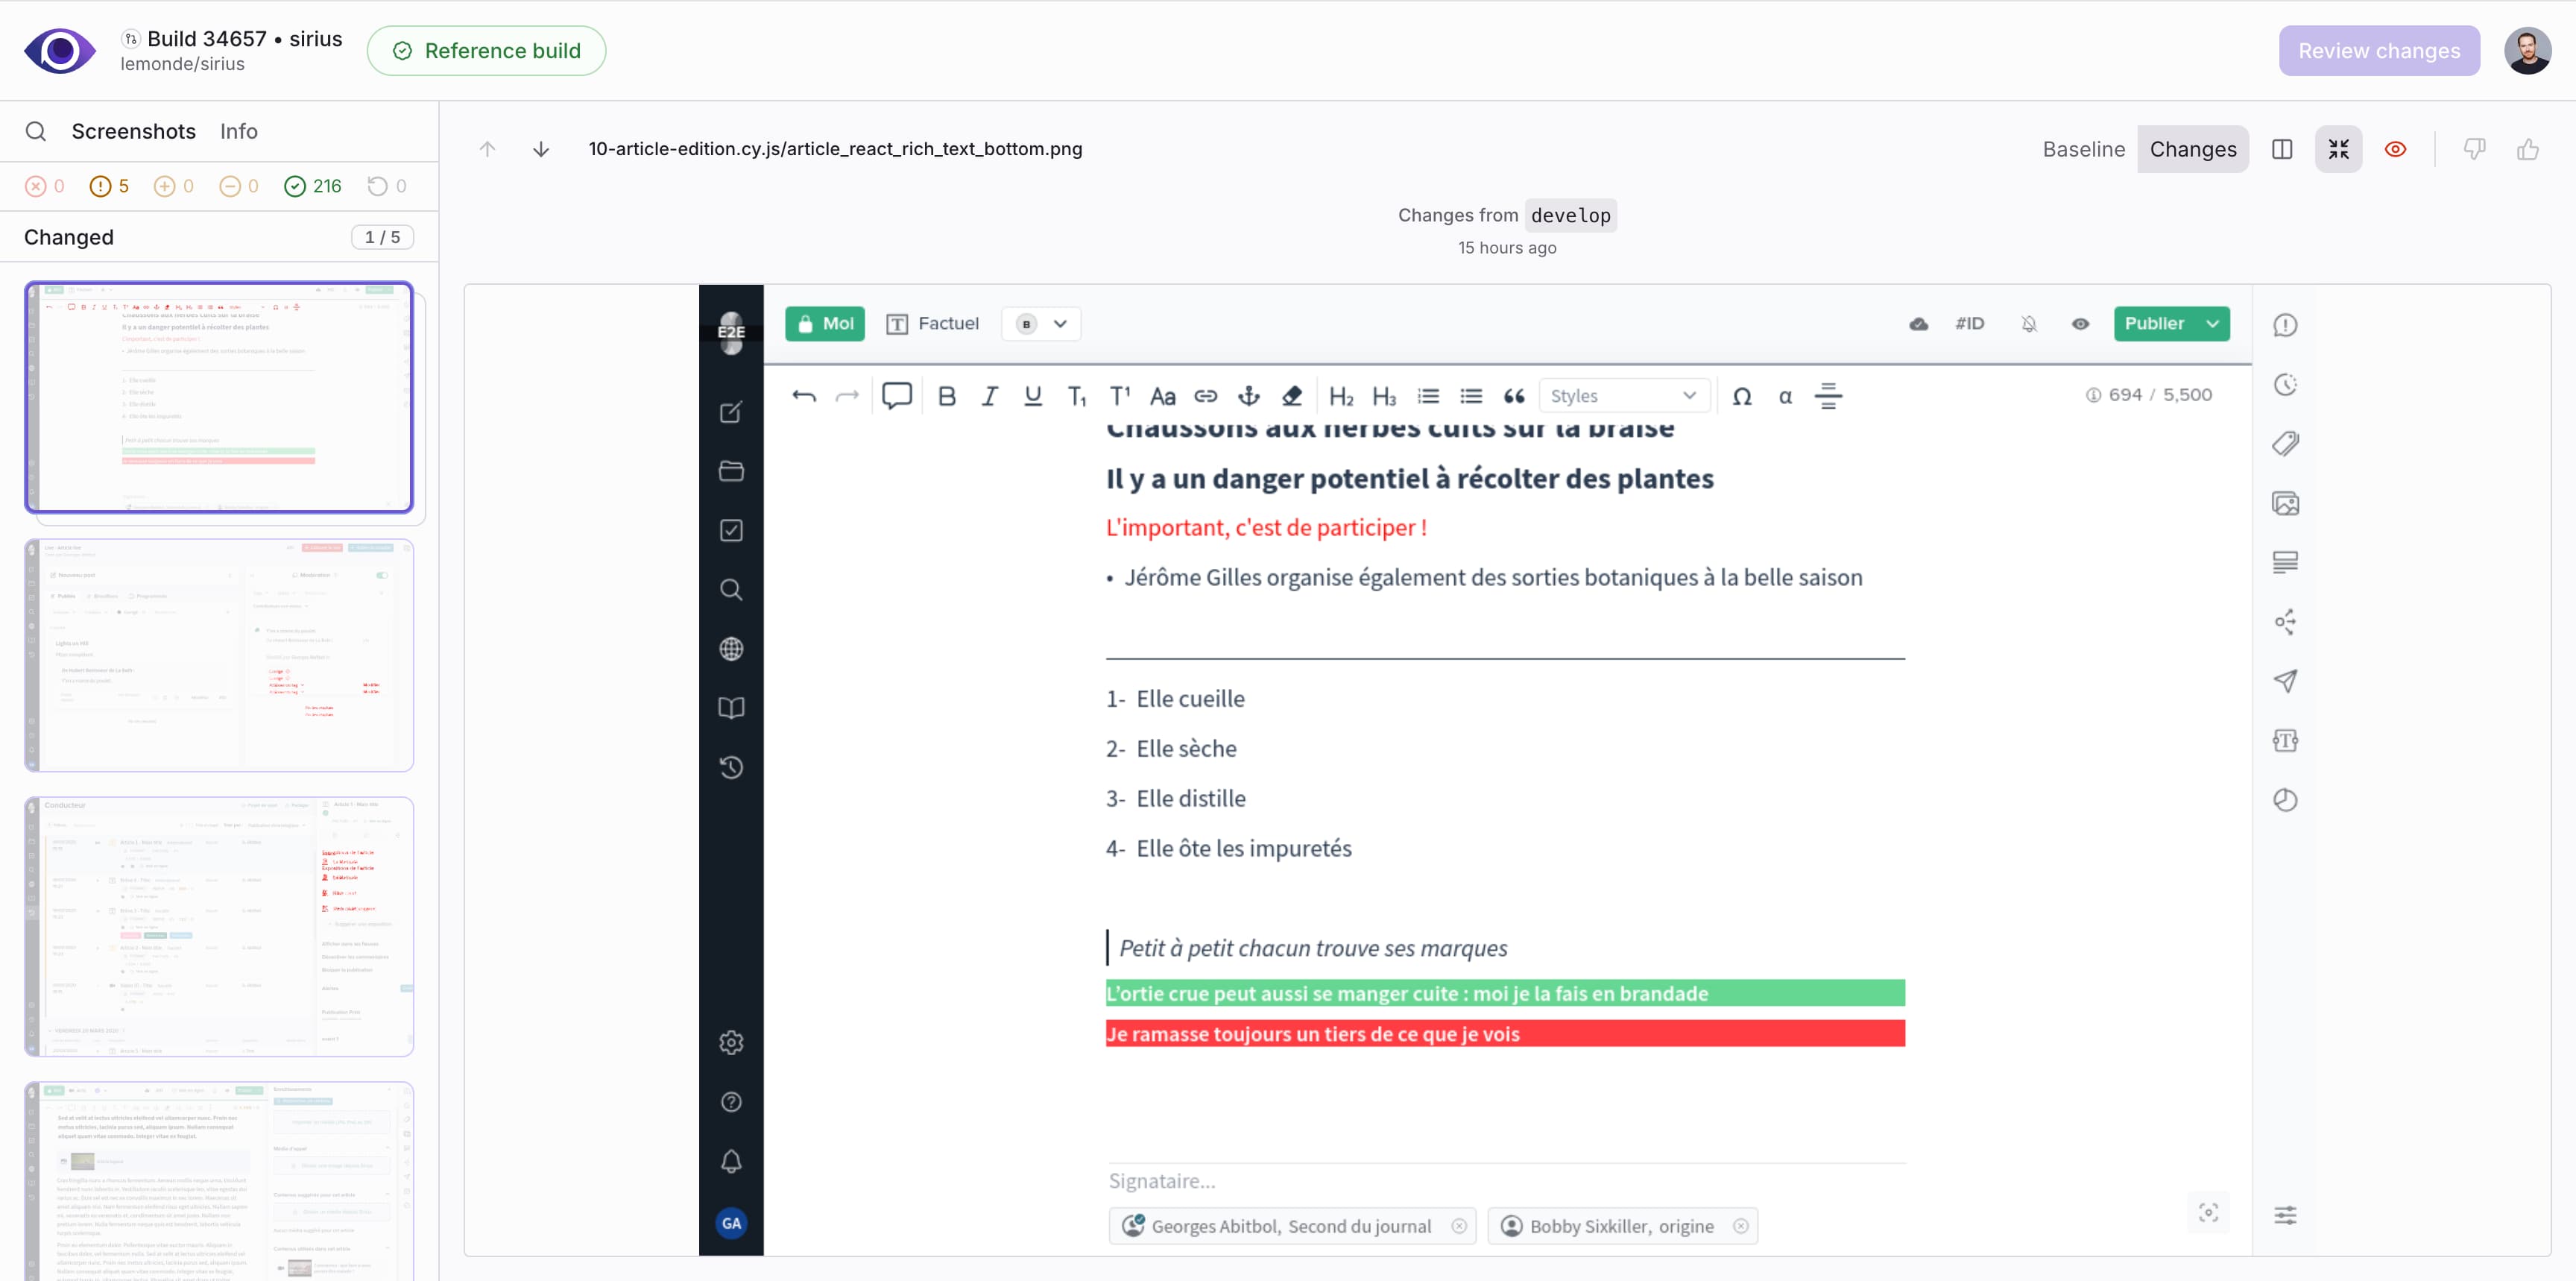 Build 34657 • sirius
lemonde/sirius
Reference build
Review changes
Screenshots Info
0 5 0 0 216 0
Changed 1 / 5
10-article-edition.cy.js/article_react_rich_text_bottom.png
Baseline Changes
Changes from develop
15 hours ago
E2E
Moi Factuel B
#ID Publier
B I U T₁ T¹ Aa H₂ H₃ Styles Ω α
694 / 5,500
Chaussons aux herbes cuits sur la braise
Il y a un danger potentiel à récolter des plantes
L'important, c'est de participer !
• Jérôme Gilles organise également des sorties botaniques à la belle saison
1- Elle cueille
2- Elle sèche
3- Elle distille
4- Elle ôte les impuretés
Petit à petit chacun trouve ses marques
L'ortie crue peut aussi se manger cuite : moi je la fais en brandade
Je ramasse toujours un tiers de ce que je vois
Signataire...
Georges Abitbol, Second du journal
Bobby Sixkiller, origine
GA
Conducteur